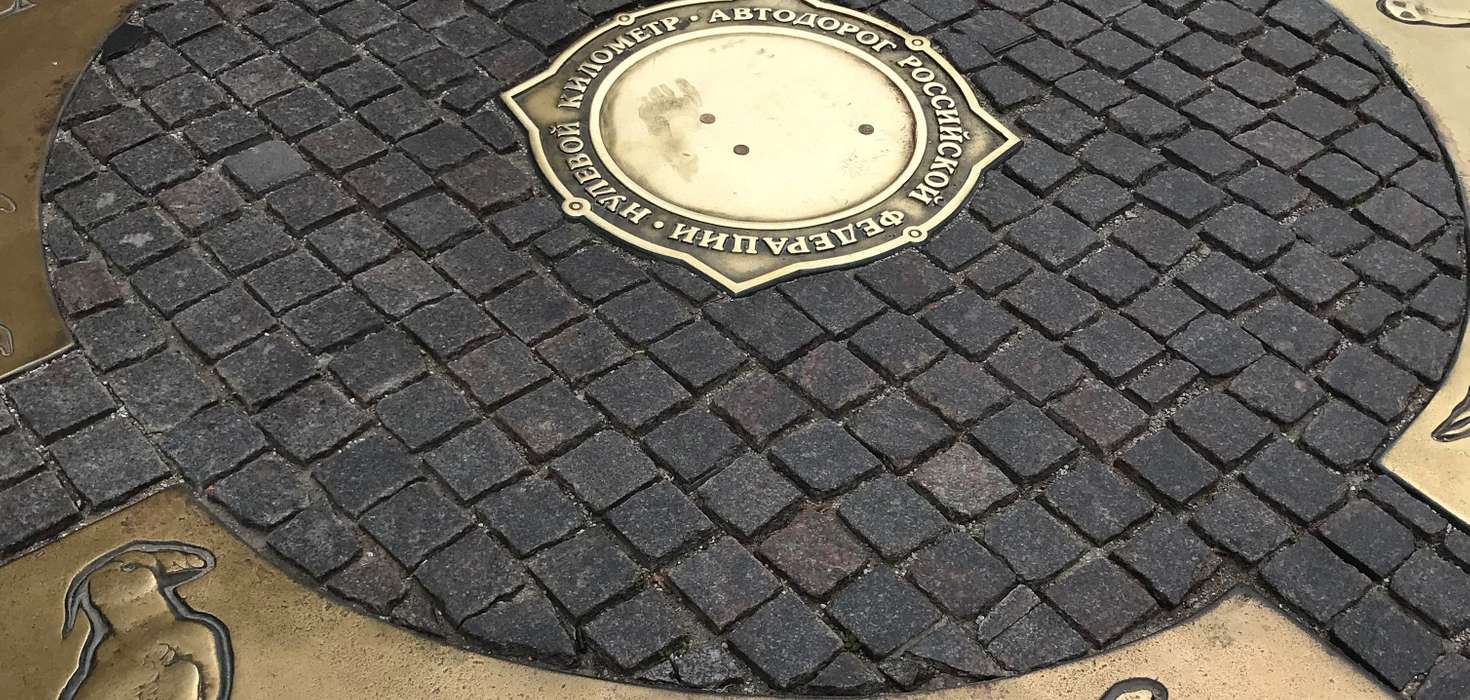 НУЛЕВОЙ КИЛОМЕТР • АВТОДОРОГ РОССИЙСКОЙ ФЕДЕРАЦИИ •